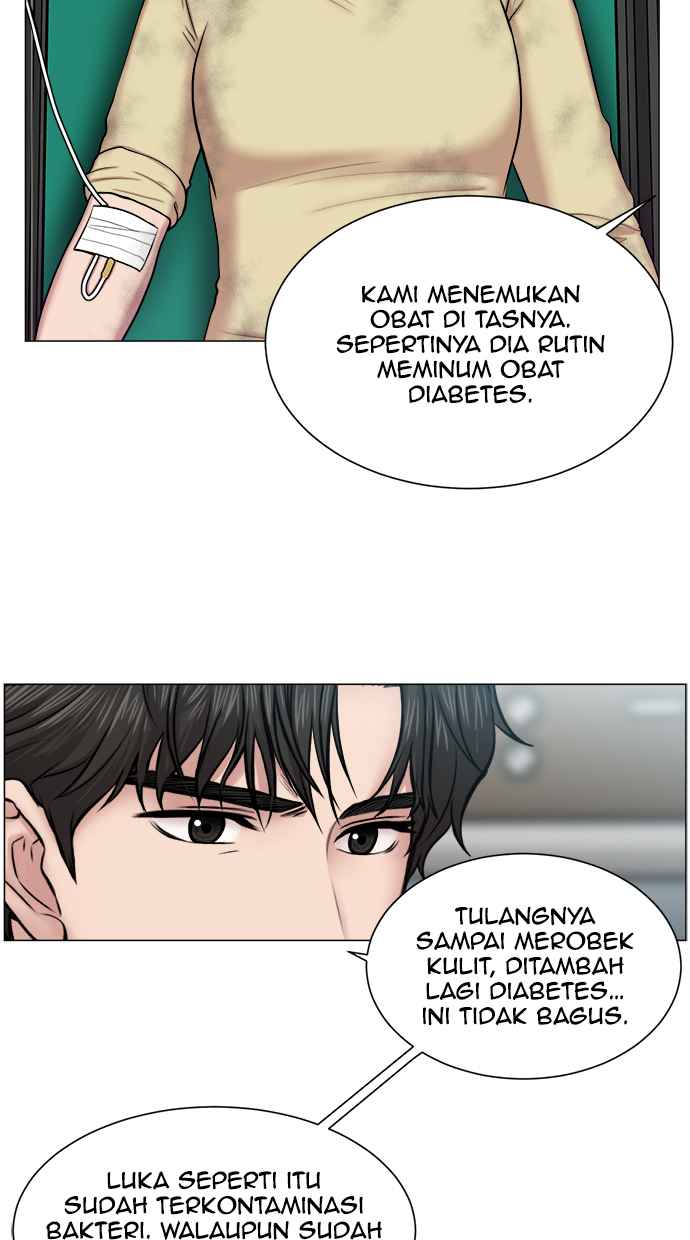 KAMI MENEMUKAN
OBAT DI TASNYA.
SEPERTINYA DIA RUTIN
MEMINUM OBAT
DIABETES.
TULANGNYA
SAMPAI MEROBEK
KULIT, DITAMBAH
LAGI DIABETES...
INI TIDAK BAGUS.
LUKA SEPERTI ITU
SUDAH TERKONTAMINASI
BAKTERI. WALAUPUN SUDAH